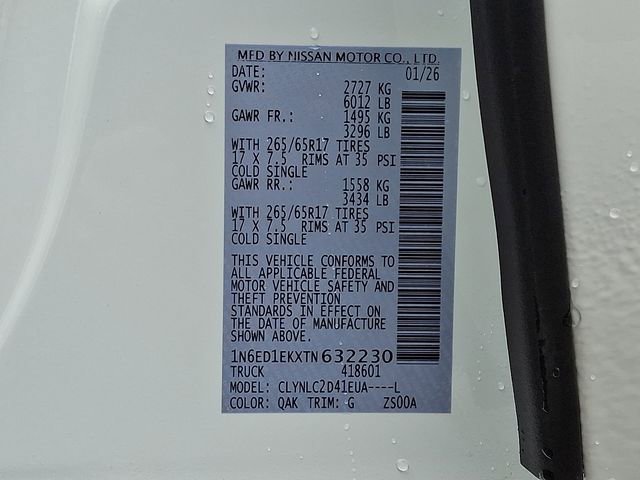 MFD BY NISSAN MOTOR CO., LTD.
DATE: 01/26
GVWR: 2727 KG
6012 LB
GAWR FR.: 1495 KG
3296 LB
WITH 265/65R17 TIRES
17 X 7.5 RIMS AT 35 PSI
COLD SINGLE
GAWR RR.: 1558 KG
3434 LB
WITH 265/65R17 TIRES
17 X 7.5 RIMS AT 35 PSI
COLD SINGLE
THIS VEHICLE CONFORMS TO
ALL APPLICABLE FEDERAL
MOTOR VEHICLE SAFETY AND
THEFT PREVENTION
STANDARDS IN EFFECT ON
THE DATE OF MANUFACTURE
SHOWN ABOVE.
1N6ED1EKXTN632230
TRUCK 418601
MODEL: CLYNLC2D41EUA----L
COLOR: QAK TRIM: G ZS00A